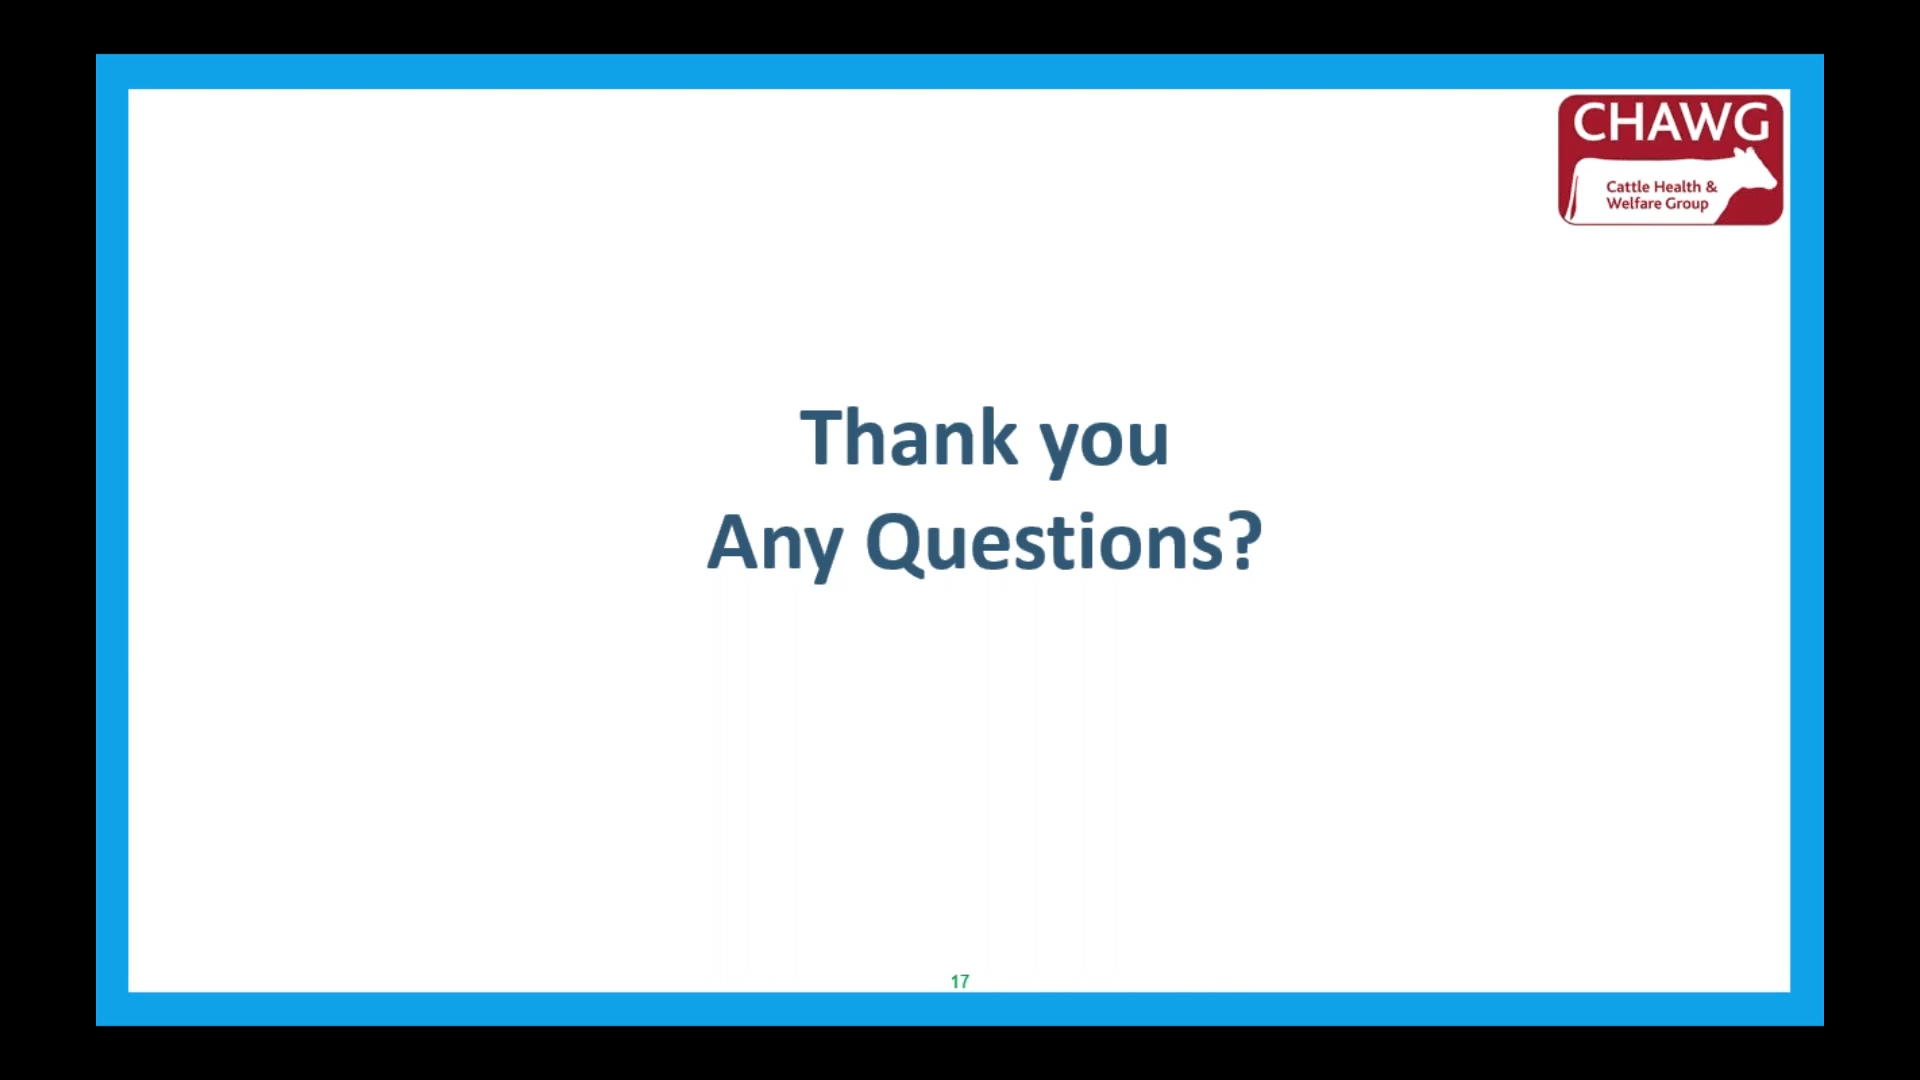 CHAWG
Cattle Health &
Welfare Group
Thank you
Any Questions?
17